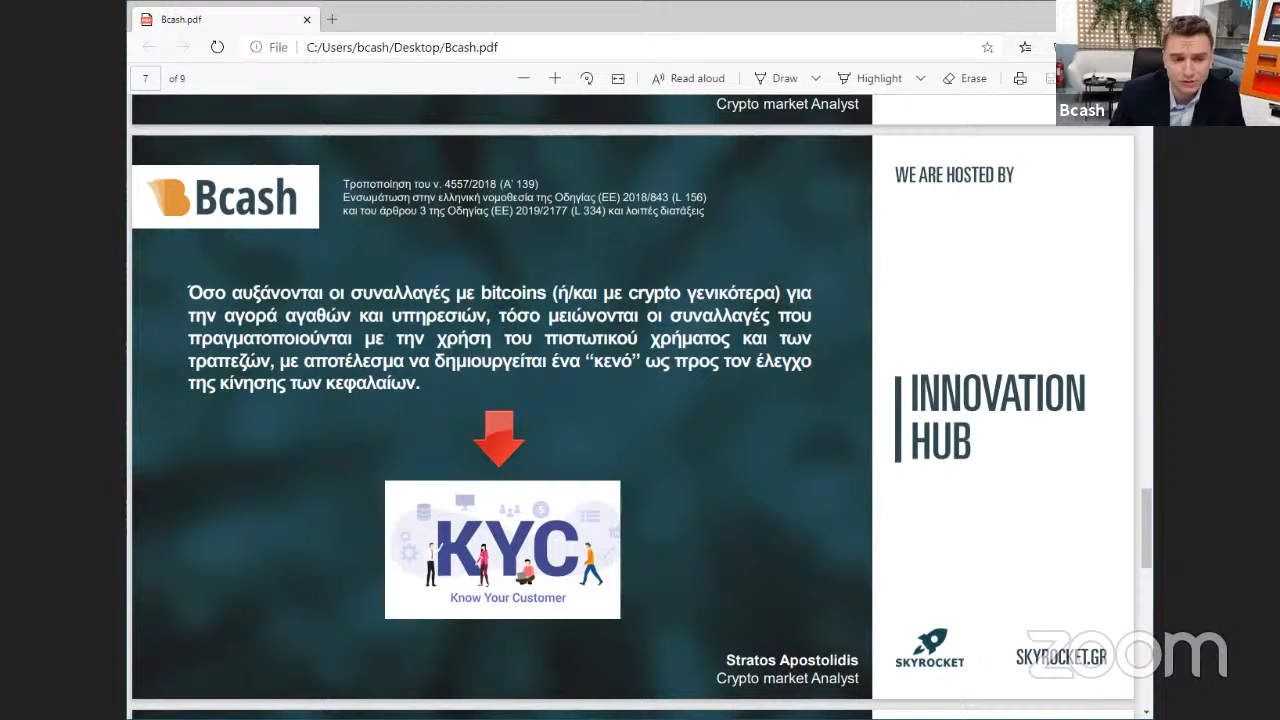 Bcash.pdf
File
C:/Users/bcash/Desktop/Bcash.pdf
7 of 9
Read aloud
Draw
Highlight
Erase
Bcash
Crypto market Analyst
Bcash
Τροποποίηση του ν. 4557/2018 (Α' 139)
Ενσωμάτωση στην ελληνική νομοθεσία της Οδηγίας (ΕΕ) 2018/843 (L 156)
και του άρθρου 3 της Οδηγίας (ΕΕ) 2019/2177 (L 334) και λοιπές διατάξεις
WE ARE HOSTED BY
Όσο αυξάνονται οι συναλλαγές με bitcoins (ή/και με crypto γενικότερα) για
την αγορά αγαθών και υπηρεσιών, τόσο μειώνονται οι συναλλαγές που
πραγματοποιούνται με την χρήση του πιστωτικού χρήματος και των
τραπεζών, με αποτέλεσμα να δημιουργείται ένα “κενό” ως προς τον έλεγχο
της κίνησης των κεφαλαίων.
INNOVATION
HUB
KYC
Know Your Customer
Stratos Apostolidis
Crypto market Analyst
SKYROCKET
SKYROCKET.GR
zoom